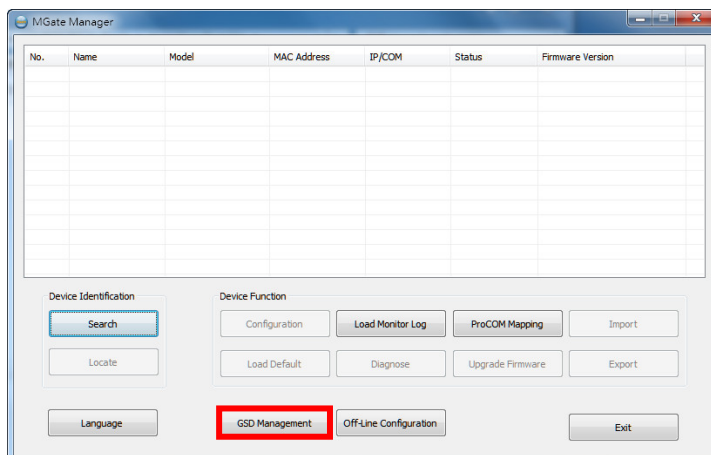 MGate Manager
No. Name Model MAC Address IP/COM Status Firmware Version
Device Identification Device Function
Search Configuration Load Monitor Log ProCOM Mapping Import
Locate Load Default Diagnose Upgrade Firmware Export
Language GSD Management Off-Line Configuration Exit